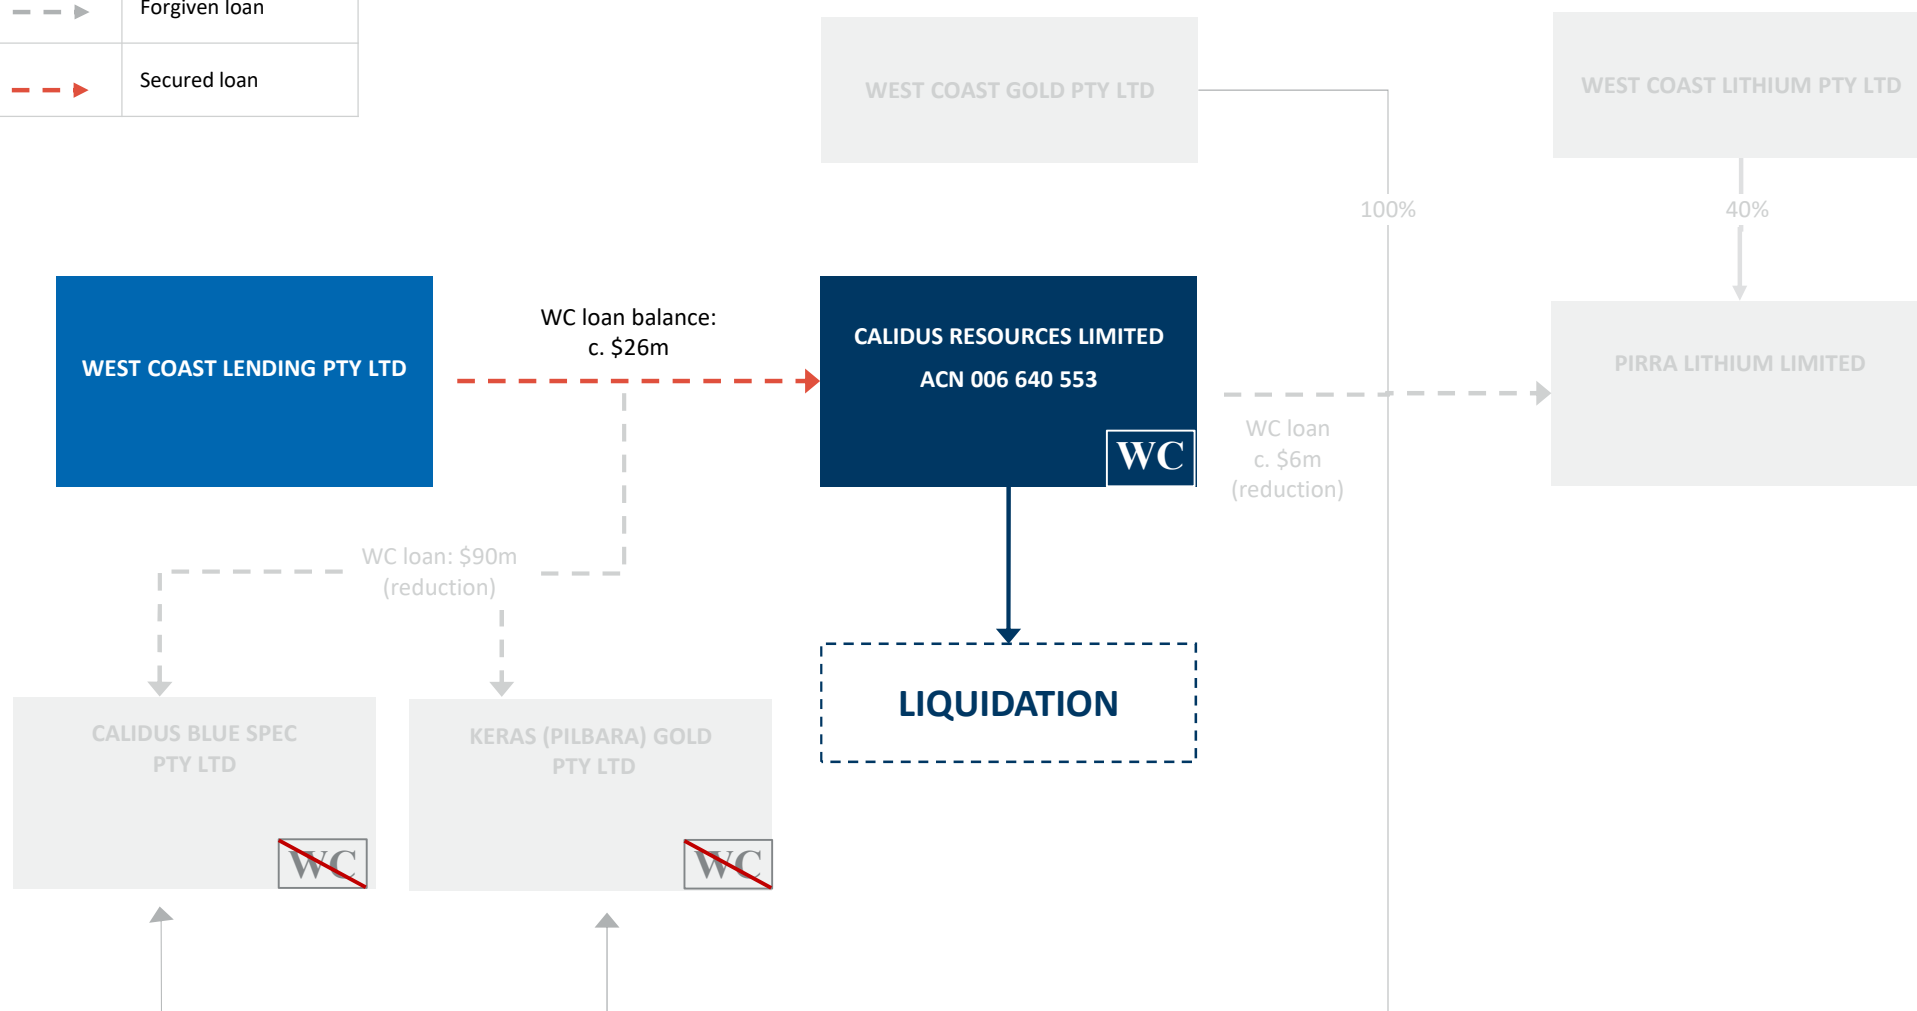 Forgiven loan
Secured loan
WEST COAST GOLD PTY LTD
WEST COAST LITHIUM PTY LTD
100%
40%
WEST COAST LENDING PTY LTD
WC loan balance:
c. $26m
CALIDUS RESOURCES LIMITED
ACN 006 640 553
WC
WC loan
c. $6m
(reduction)
PIRRA LITHIUM LIMITED
WC loan: $90m
(reduction)
LIQUIDATION
CALIDUS BLUE SPEC
PTY LTD
WC
KERAS (PILBARA) GOLD
PTY LTD
WC